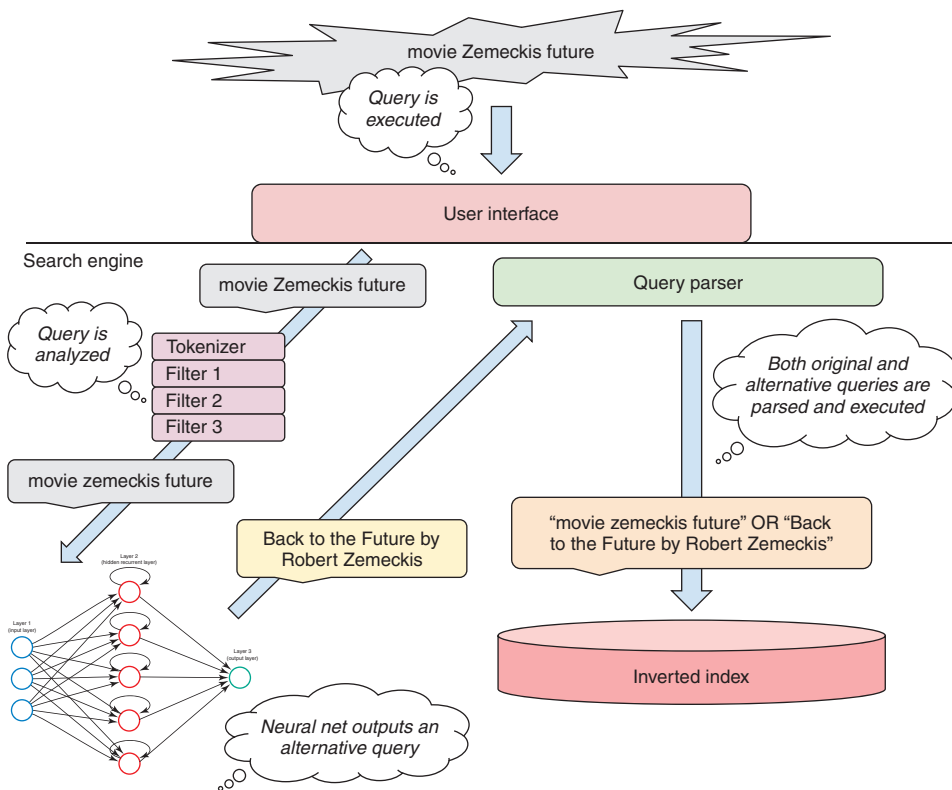 movie Zemeckis future
Query is
executed
User interface
Search engine
movie Zemeckis future
Query parser
Query is
analyzed
Tokenizer
Filter 1
Filter 2
Filter 3
Both original and
alternative queries are
parsed and executed
movie zemeckis future
“movie zemeckis future” OR “Back
to the Future by Robert Zemeckis”
Back to the Future by
Robert Zemeckis
Layer 2
(hidden recurrent layer)
Layer 1
(input layer)
Layer 3
(output layer)
Inverted index
Neural net outputs an
alternative query